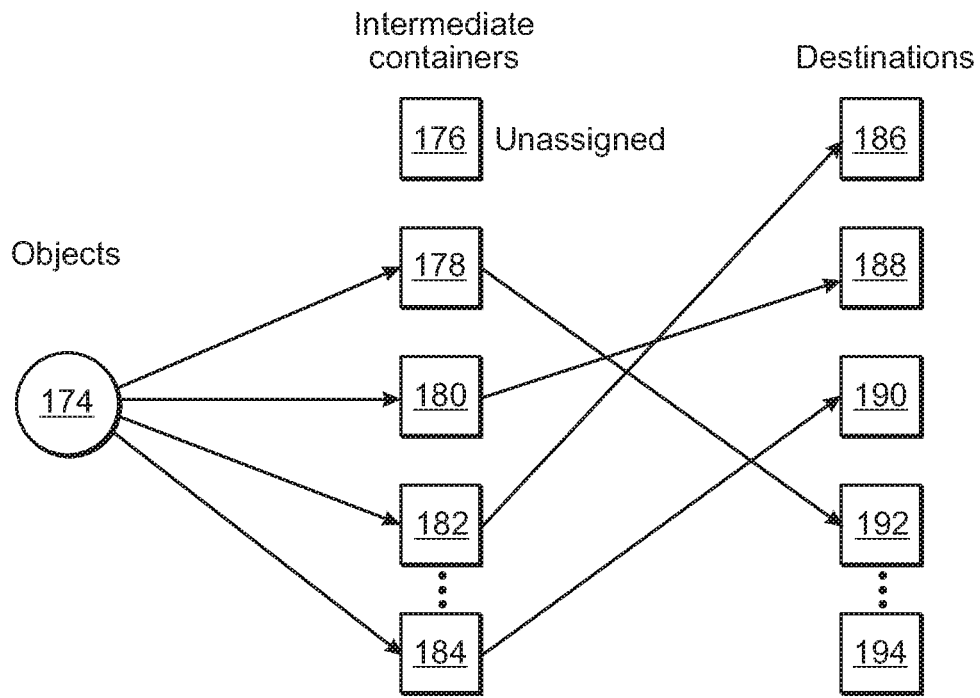 Intermediate
containers
Destinations
176 Unassigned
186
Objects
178
188
174
180
190
182
192
184
194